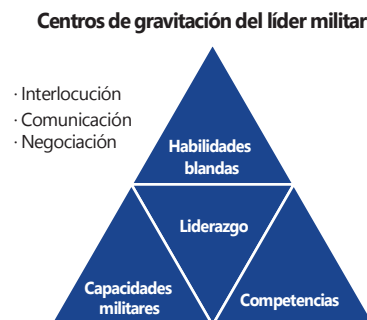 Centros de gravitación del líder militar
· Interlocución
· Comunicación
· Negociación
Habilidades
blandas
Liderazgo
Capacidades
militares
Competencias